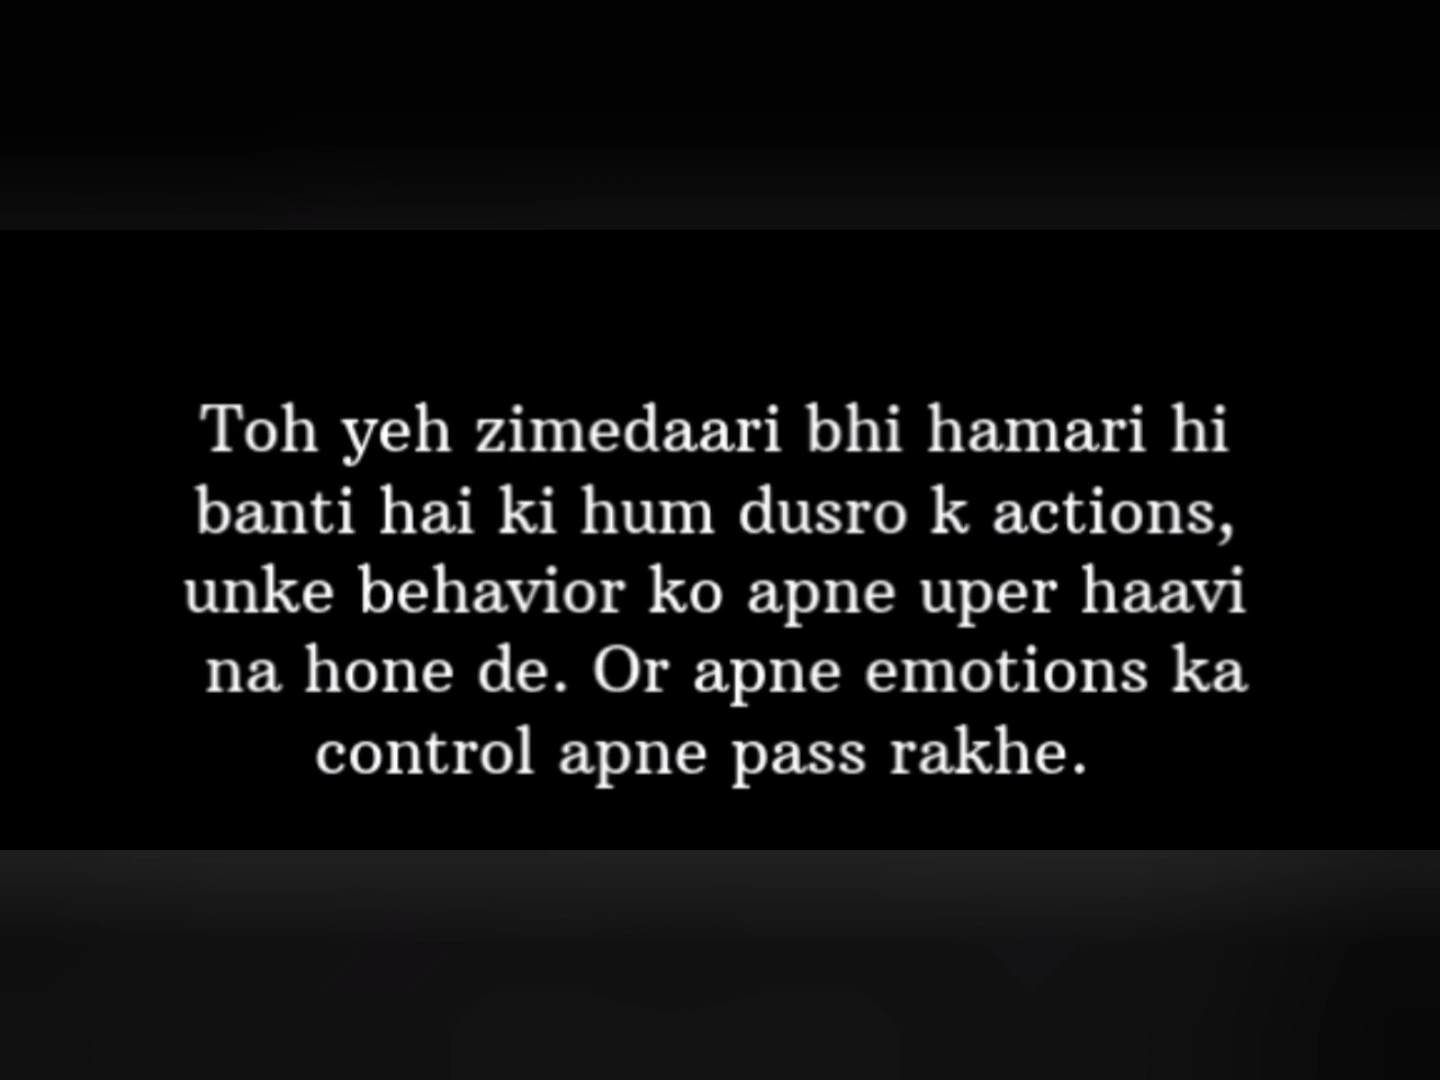 Toh yeh zimedaari bhi hamari hi
banti hai ki hum dusro k actions,
unke behavior ko apne uper haavi
na hone de. Or apne emotions ka
control apne pass rakhe.